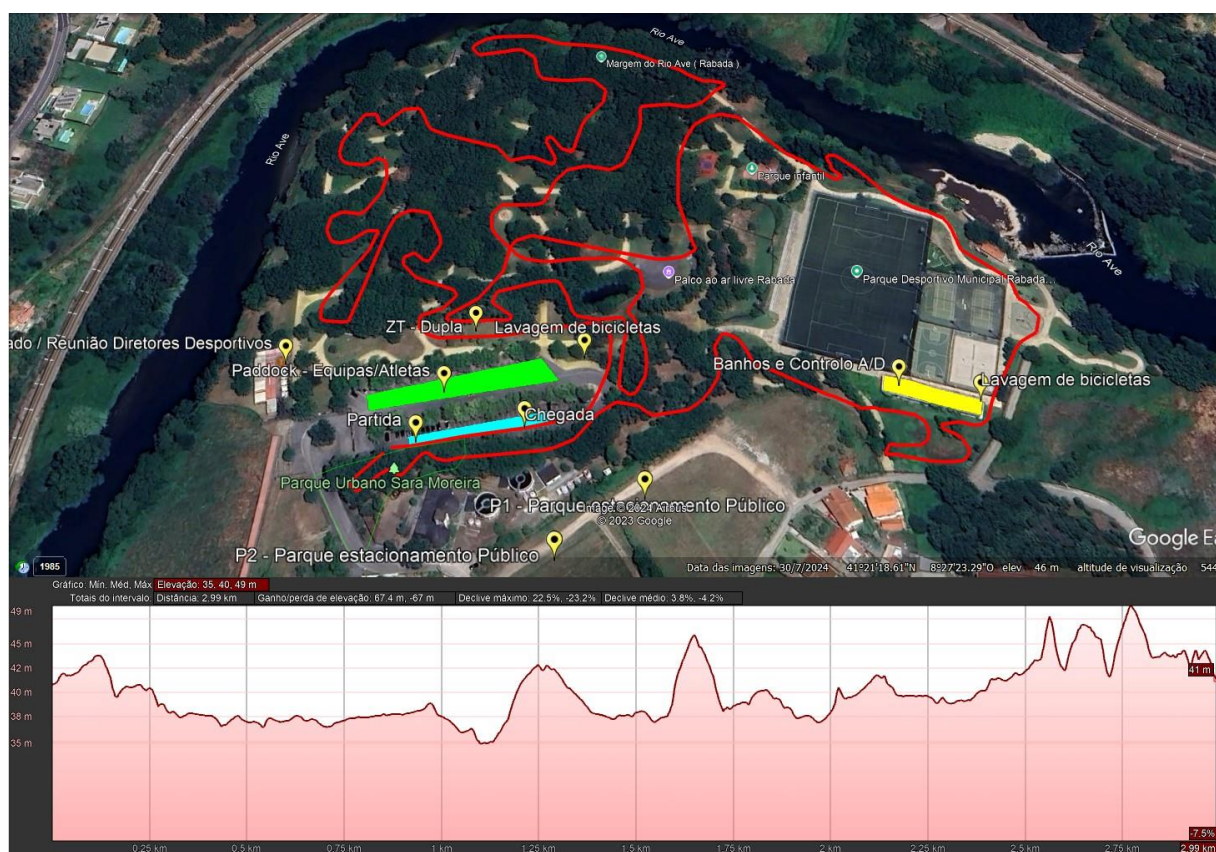 Rio Ave
Margem do Rio Ave ( Rabada )
Rio Ave
Parque infantil
Rio Ave
Palco ao ar livre Rabada
Parque Desportivo Municipal Rabada...
ZT - Dupla
Lavagem de bicicletas
ado / Reunião Diretores Desportivos
Paddock - Equipas/Atletas
Banhos e Controlo A/D
Lavagem de bicicletas
Partida
Chegada
Parque Urbano Sara Moreira
P1 - Parque estacionamento Público
Image © 2024 Airbus
© 2023 Google
P2 - Parque estacionamento Público
Google Ea
1985
Data das imagens: 30/7/2024 41°21'18.61"N 8°27'23.29"O elev 46 m altitude de visualização 544
Gráfico: Mín. Méd, Máx Elevação: 35, 40, 49 m
Totais do intervalo: Distância: 2.99 km Ganho/perda de elevação: 67.4 m, -67 m Declive máximo: 22.5%, -23.2% Declive médio: 3.8%, -4.2%
49 m
45 m
42 m
41 m
40 m
38 m
35 m
-7.5%
0.25 km 0.5 km 0.75 km 1 km 1.25 km 1.5 km 1.75 km 2 km 2.25 km 2.5 km 2.75 km 2.99 km